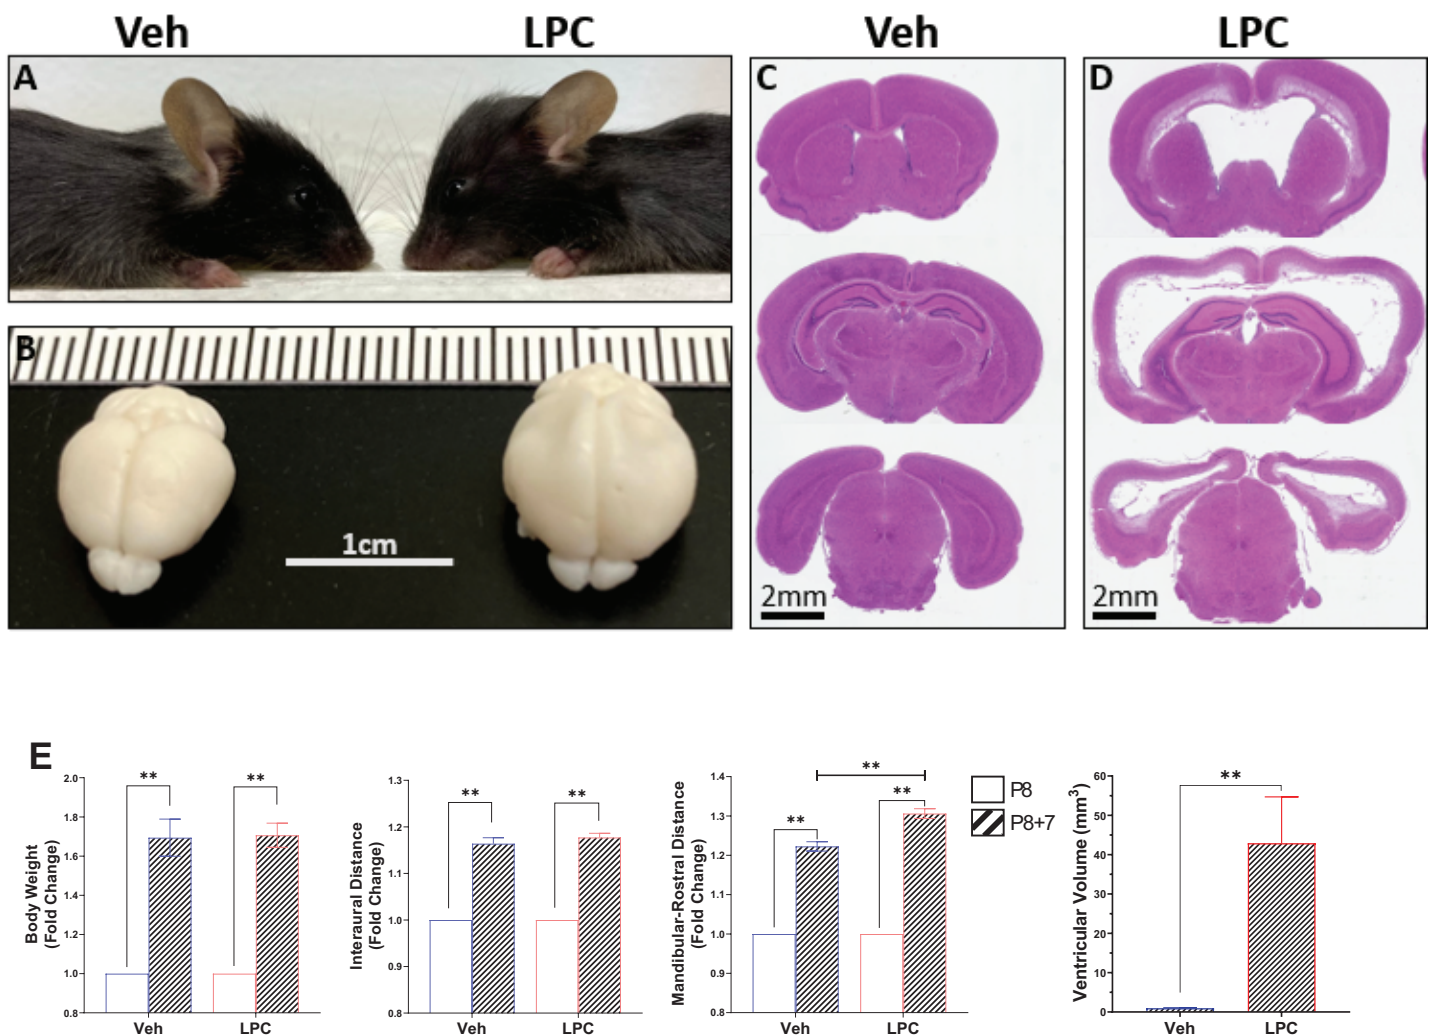 Veh LPC Veh LPC
A
B
1cm
C
2mm
D
2mm
E
Body Weight
(Fold Change)
2.0
1.8
1.6
1.4
1.2
1.0
0.8
** **
Veh LPC
Interaural Distance
(Fold Change)
1.3
1.2
1.1
1.0
0.9
0.8
** **
Veh LPC
Mandibular-Rostral Distance
(Fold Change)
1.4
1.3
1.2
1.1
1.0
0.9
0.8
**
** **
Veh LPC
P8
P8+7
Ventricular Volume (mm³)
60
50
40
30
20
10
0
**
Veh LPC